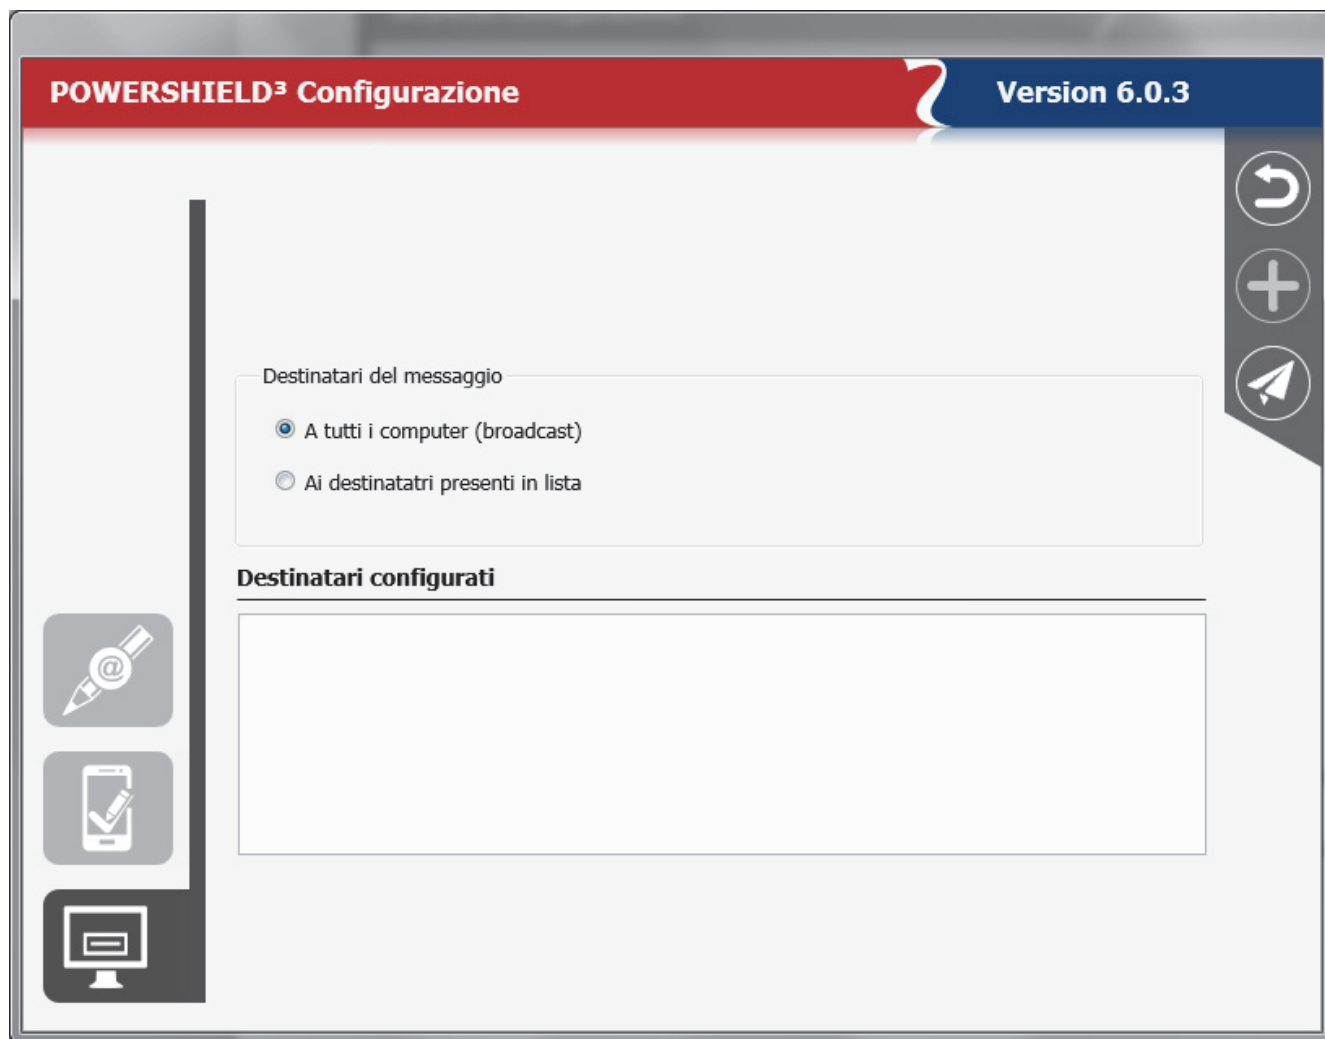 POWERSHIELD³ Configurazione
Version 6.0.3
Destinatari del messaggio
A tutti i computer (broadcast)
Ai destinatatri presenti in lista
Destinatari configurati
@